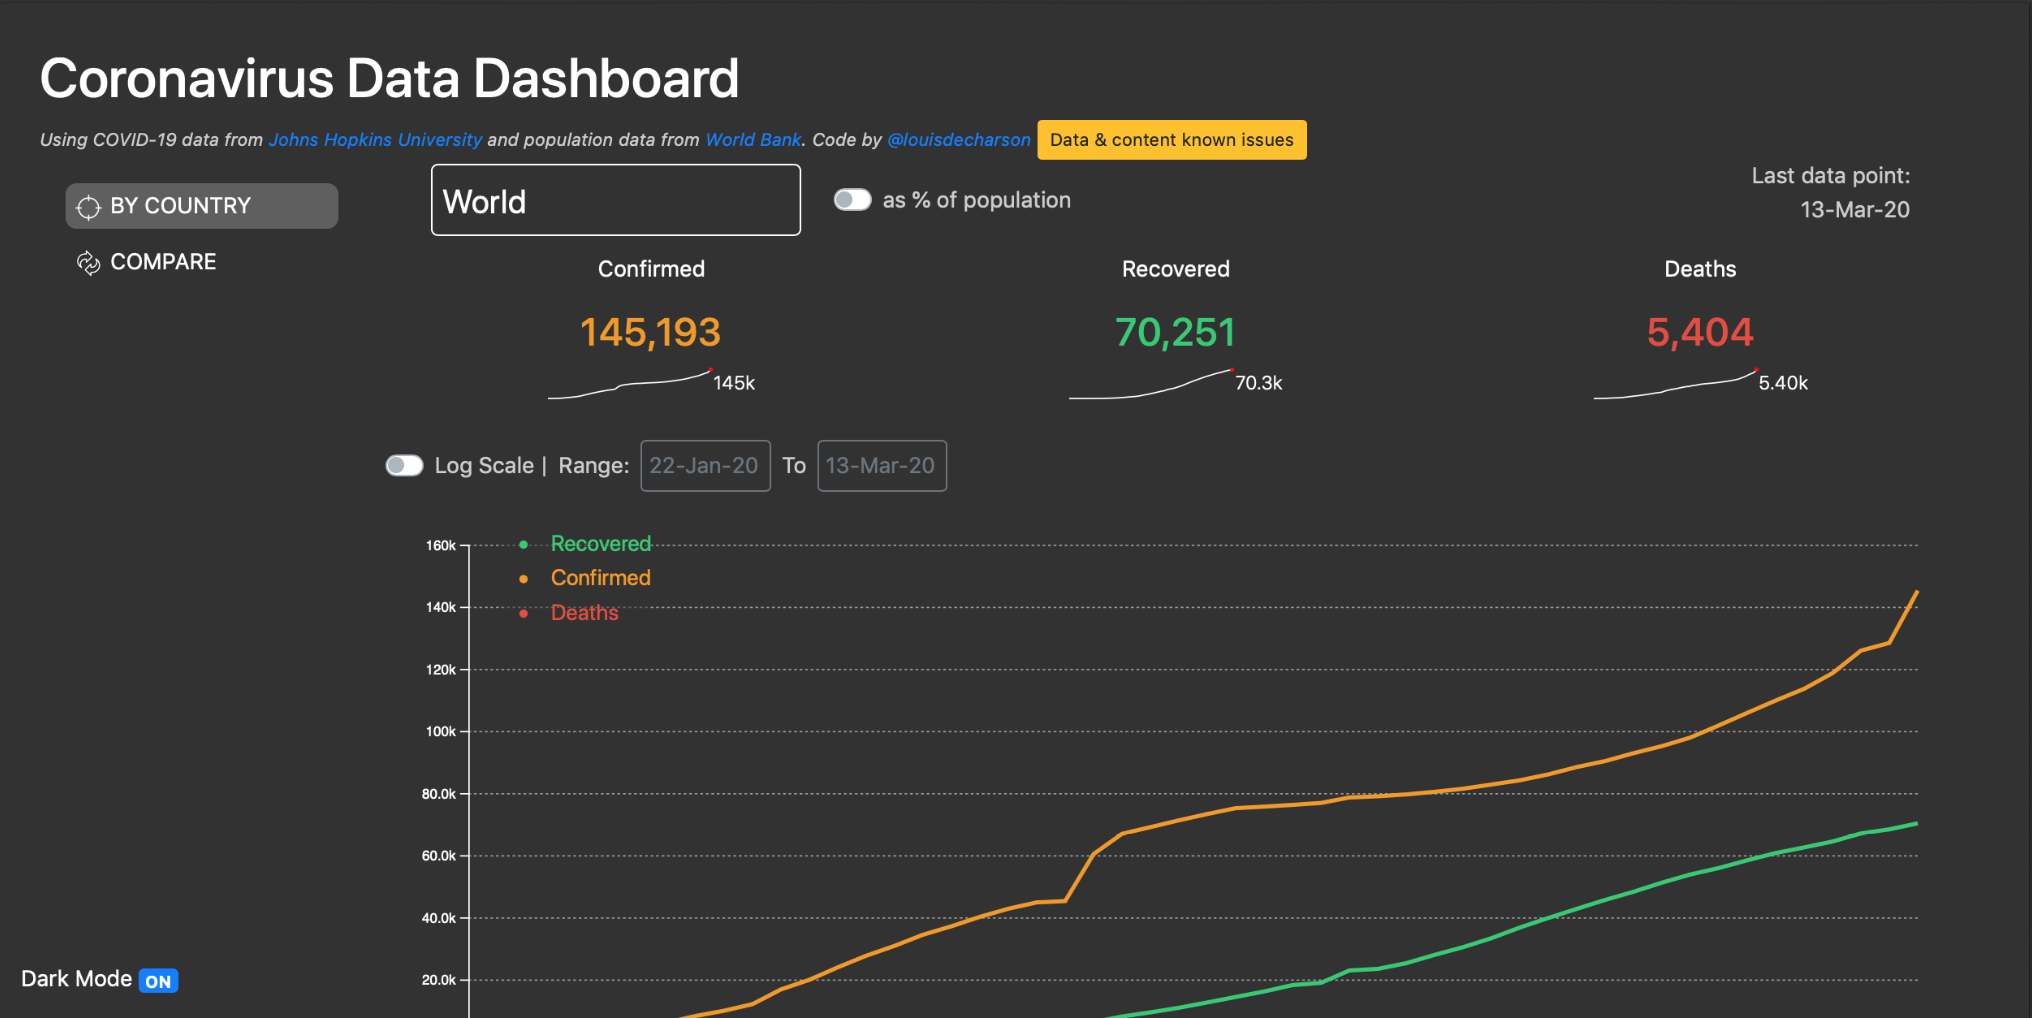 Coronavirus Data Dashboard
Using COVID-19 data from Johns Hopkins University and population data from World Bank. Code by @louisdecharson Data & content known issues
Last data point:
13-Mar-20
BY COUNTRY
World
as % of population
COMPARE
Confirmed
Recovered
Deaths
145,193
70,251
5,404
145k
70.3k
5.40k
Log Scale | Range: 22-Jan-20 To 13-Mar-20
160k
Recovered
Confirmed
140k
Deaths
120k
100k
80.0k
60.0k
40.0k
20.0k
Dark Mode ON